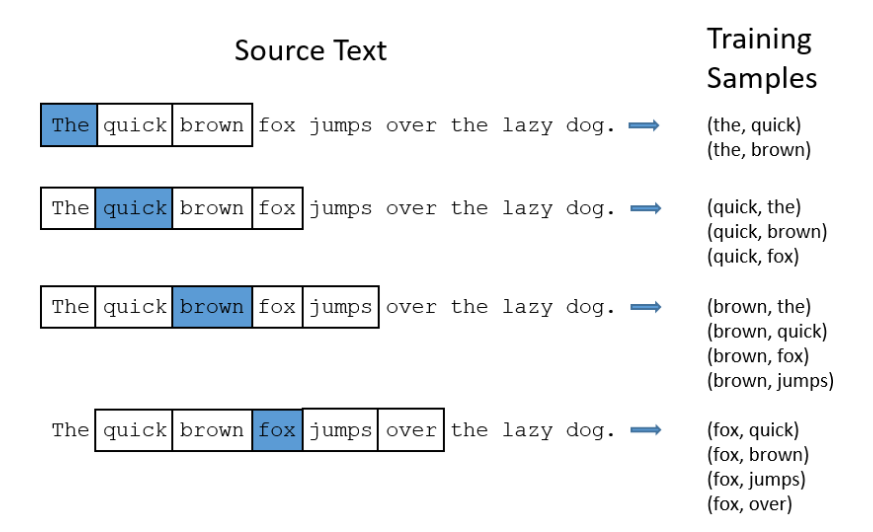 Source Text
Training
Samples
The quick brown fox jumps over the lazy dog.
(the, quick)
(the, brown)
The quick brown fox jumps over the lazy dog.
(quick, the)
(quick, brown)
(quick, fox)
The quick brown fox jumps over the lazy dog.
(brown, the)
(brown, quick)
(brown, fox)
(brown, jumps)
The quick brown fox jumps over the lazy dog.
(fox, quick)
(fox, brown)
(fox, jumps)
(fox, over)